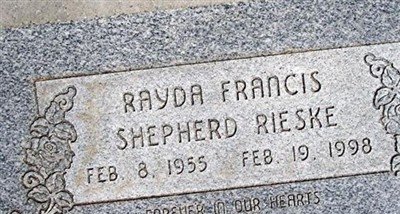 RAYDA FRANCIS
SHEPHERD RIESKE
FEB. 8, 1955 FEB. 19, 1998
FOREVER IN OUR HEARTS